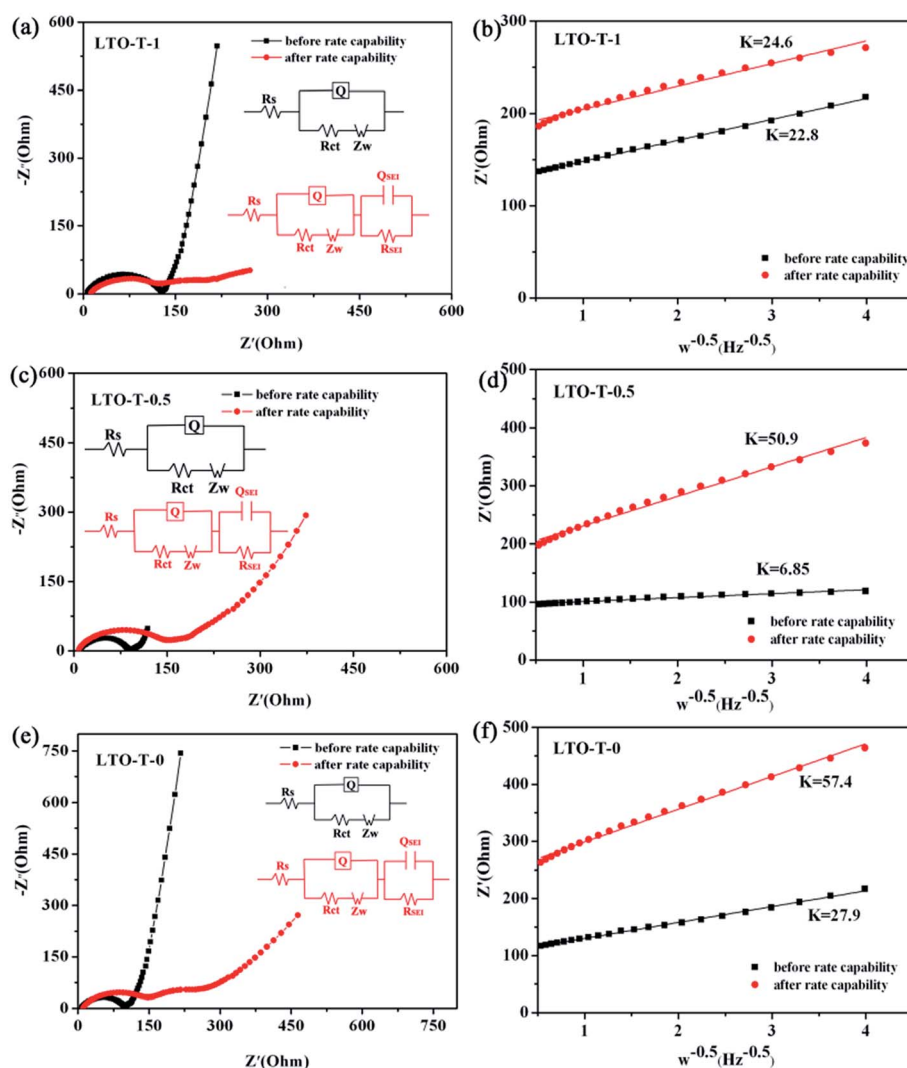 (a)
LTO-T-1
before rate capability
after rate capability
Rs
Q
Rct Zw
Rs
Q
QSEI
Rct Zw
RSEI
600
450
300
150
0
-Z''(Ohm)
0 150 300 450 600
Z'(Ohm)
(b)
LTO-T-1
K=24.6
K=22.8
before rate capability
after rate capability
300
200
100
0
Z'(Ohm)
1 2 3 4
w-0.5(Hz-0.5)
(c)
LTO-T-0.5
before rate capability
after rate capability
Rs
Q
Rct Zw
Rs
Q
QSEI
Rct Zw
RSEI
600
450
300
150
0
-Z''(Ohm)
0 150 300 450 600
Z'(Ohm)
(d)
LTO-T-0.5
K=50.9
K=6.85
before rate capability
after rate capability
500
400
300
200
100
0
Z'(Ohm)
1 2 3 4
w-0.5(Hz-0.5)
(e)
LTO-T-0
before rate capability
after rate capability
Rs
Q
Rct Zw
Rs
Q
QSEI
Rct Zw
RSEI
750
600
450
300
150
0
-Z''(Ohm)
0 150 300 450 600 750
Z'(Ohm)
(f)
LTO-T-0
K=57.4
K=27.9
before rate capability
after rate capability
500
400
300
200
100
0
Z'(Ohm)
1 2 3 4
w-0.5(Hz-0.5)